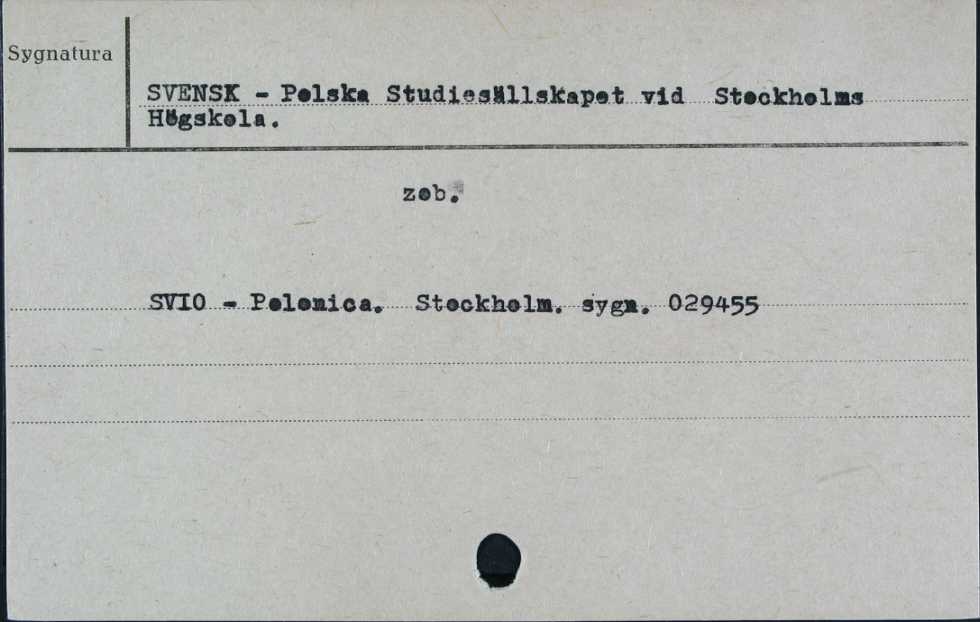 Sygnatura
SVENSK - Polska Studiesällskapet vid Stockholms
Högskola.
zob.
SVIO - Polonica. Stockholm. sygn. 029455